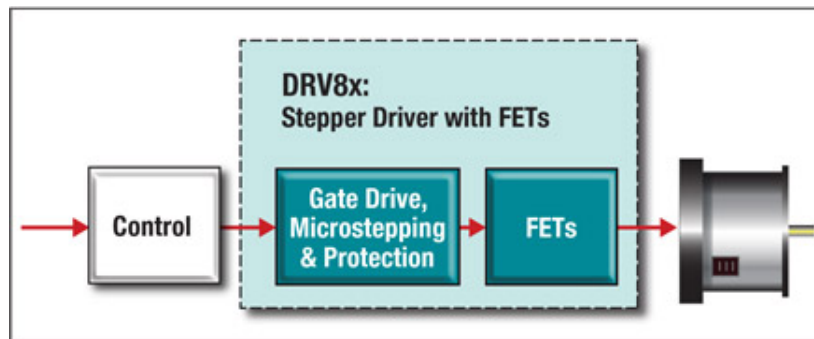 DRV8x:
Stepper Driver with FETs
Control
Gate Drive,
Microstepping
& Protection
FETs